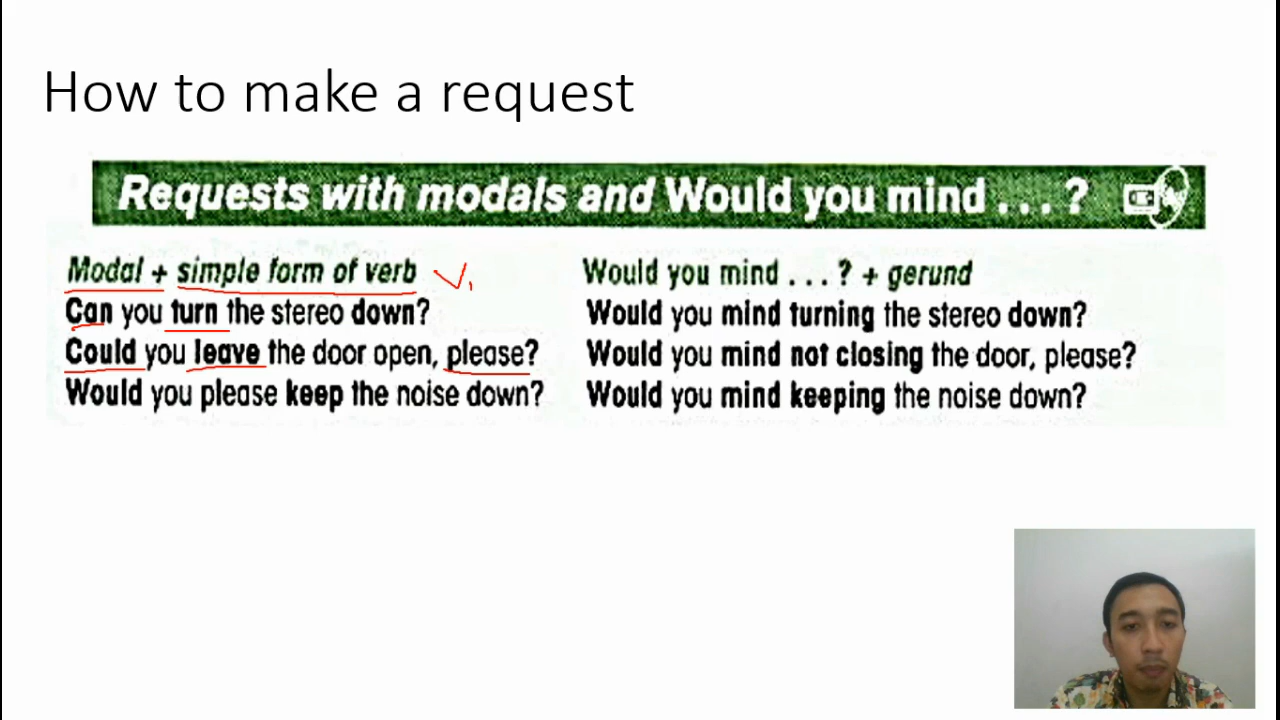 How to make a request
Requests with modals and Would you mind . . . ?
Modal + simple form of verb V₁
Can you turn the stereo down?
Could you leave the door open, please?
Would you please keep the noise down?
Would you mind . . . ? + gerund
Would you mind turning the stereo down?
Would you mind not closing the door, please?
Would you mind keeping the noise down?